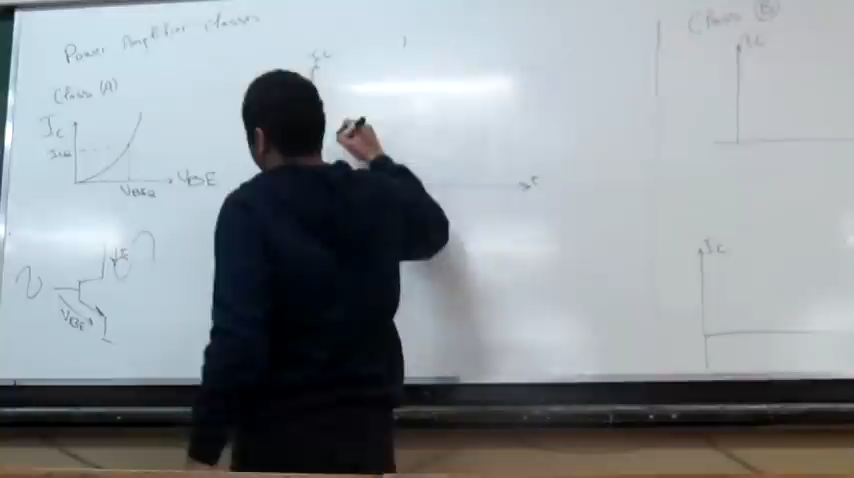 Power Amplifier classes
Class (A)
Ic
VBEQ
VBE
VBE
Ic
Class (B)
Ic
Ic